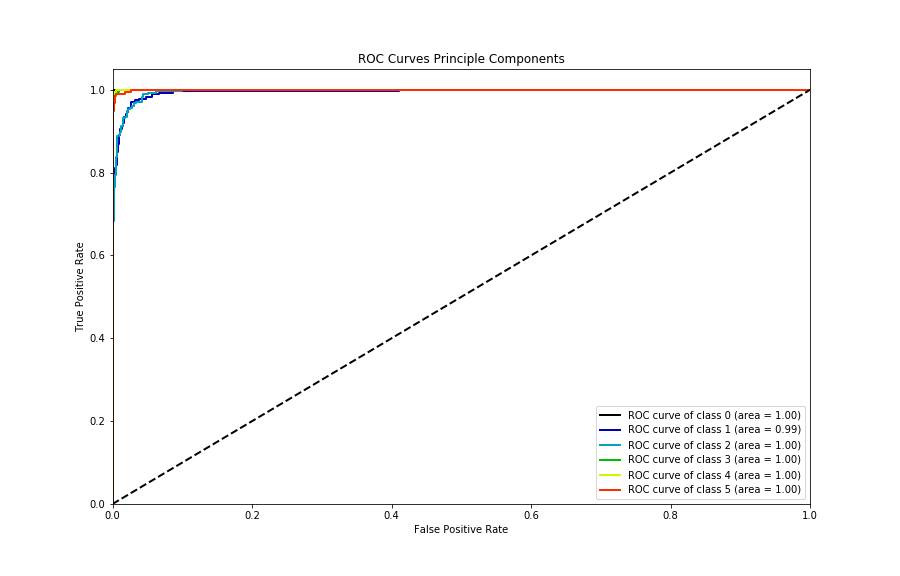 ROC Curves Principle Components
True Positive Rate
1.0
0.8
0.6
0.4
0.2
0.0
ROC curve of class 0 (area = 1.00)
ROC curve of class 1 (area = 0.99)
ROC curve of class 2 (area = 1.00)
ROC curve of class 3 (area = 1.00)
ROC curve of class 4 (area = 1.00)
ROC curve of class 5 (area = 1.00)
0.0 0.2 0.4 0.6 0.8 1.0
False Positive Rate